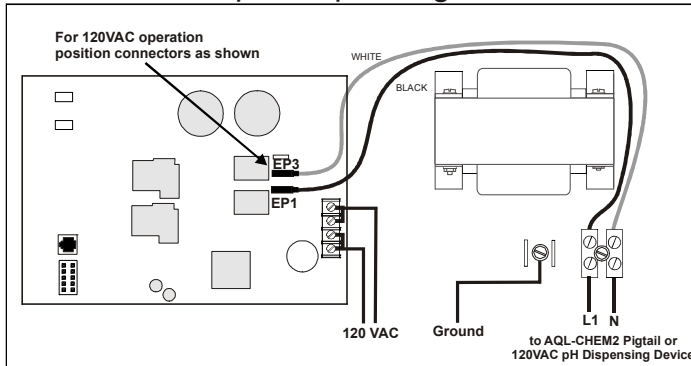 For 120VAC operation
position connectors as shown
WHITE
BLACK
EP3
EP1
120 VAC
Ground
L1 N
to AQL-CHEM2 Pigtail or
120VAC pH Dispensing Device